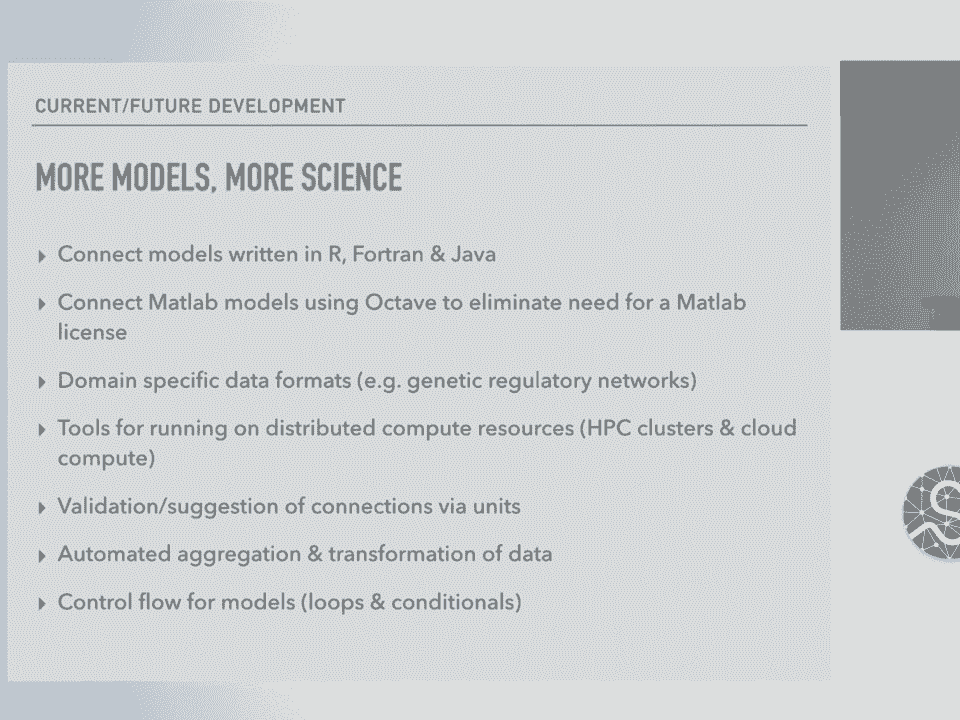 CURRENT/FUTURE DEVELOPMENT
MORE MODELS, MORE SCIENCE
Connect models written in R, Fortran & Java
Connect Matlab models using Octave to eliminate need for a Matlab
license
Domain specific data formats (e.g. genetic regulatory networks)
Tools for running on distributed compute resources (HPC clusters & cloud
compute)
Validation/suggestion of connections via units
Automated aggregation & transformation of data
Control flow for models (loops & conditionals)